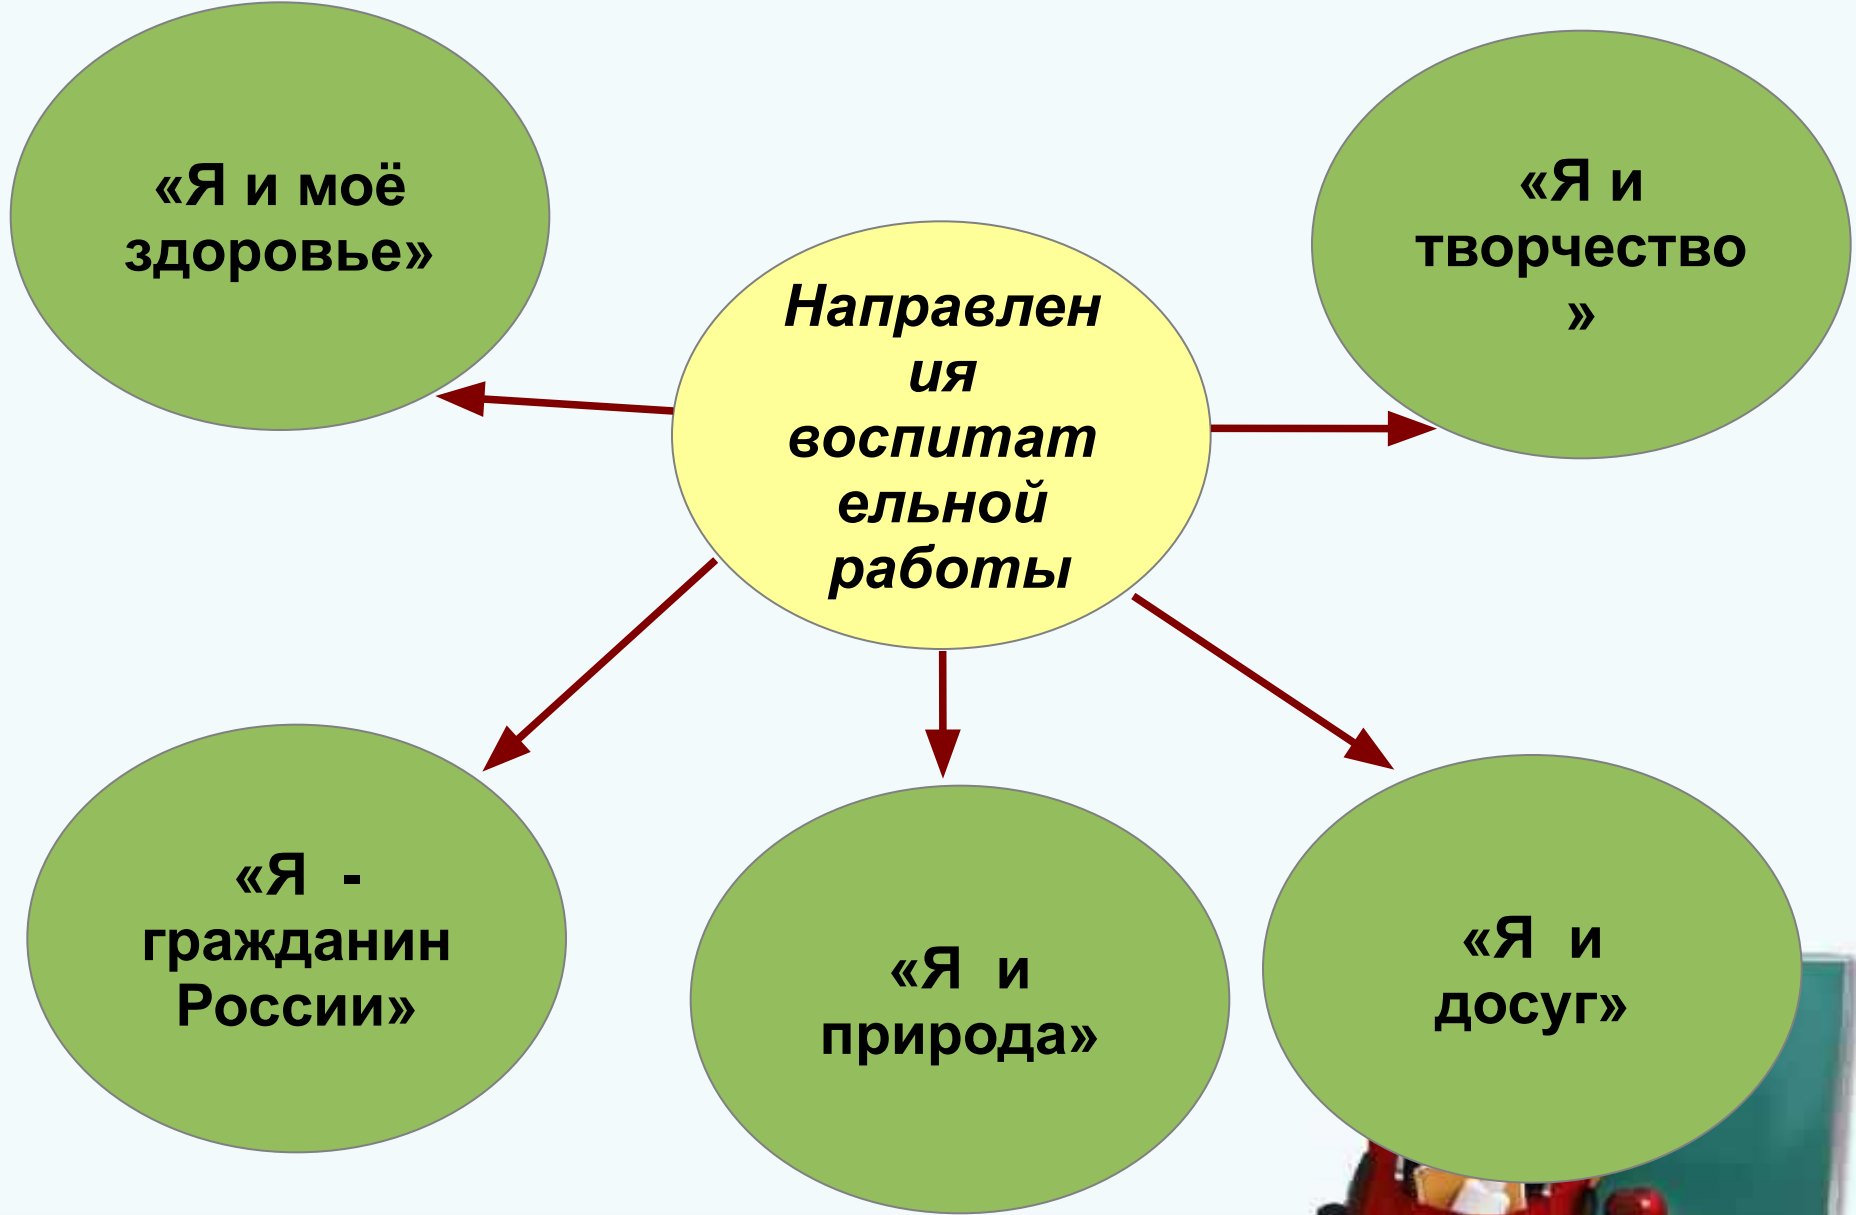 «Я и моё
здоровье»
«Я и
творчество
»
Направлен
ия
воспитат
ельной
работы
«Я  -
гражданин
России»
«Я  и
природа»
«Я  и
досуг»